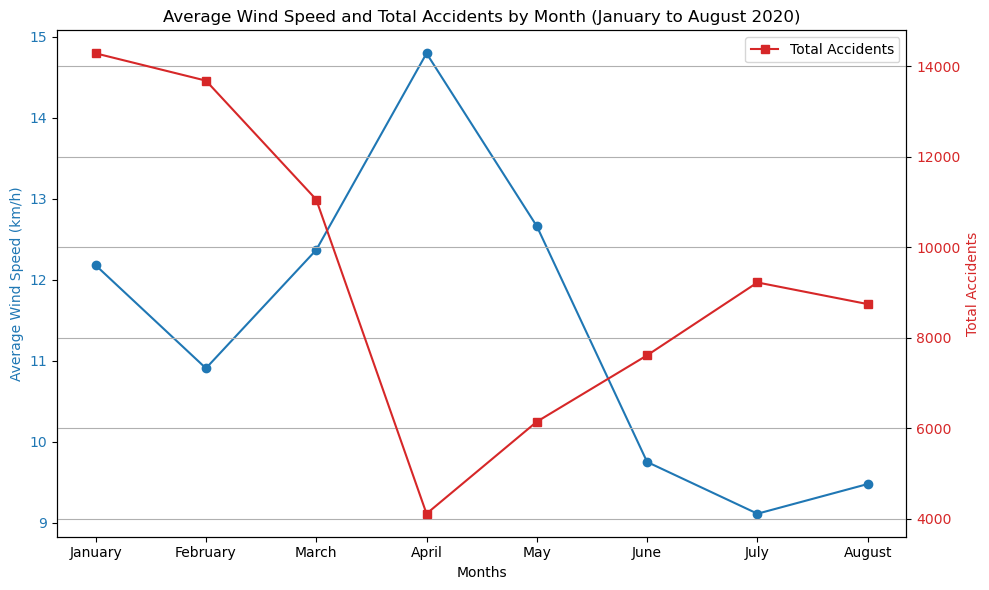 Average Wind Speed and Total Accidents by Month (January to August 2020)
Total Accidents
Average Wind Speed (km/h)
15
14
13
12
11
10
9
14000
12000
10000
8000
6000
4000
Total Accidents
January February March April May June July August
Months